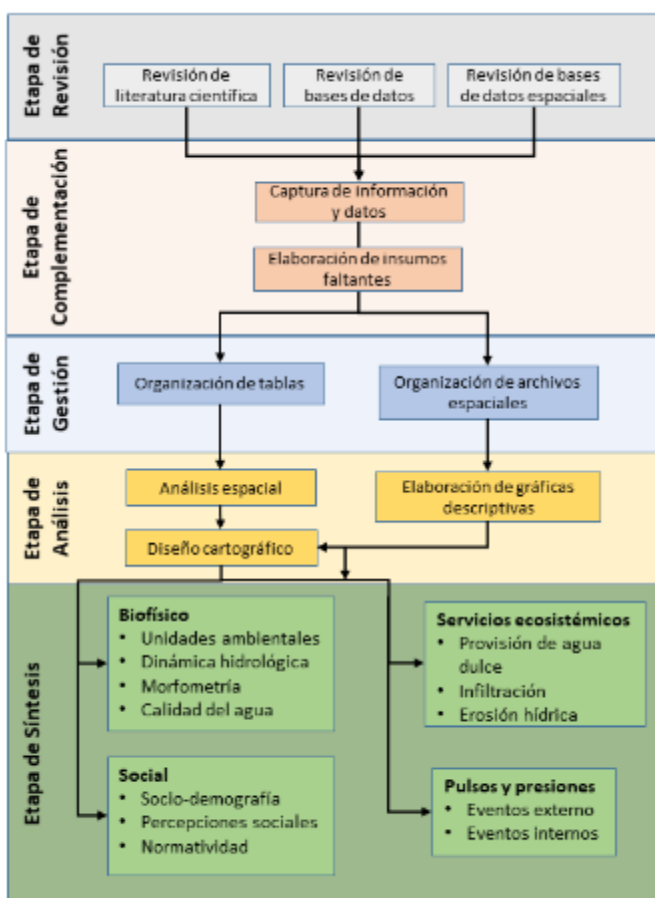 Etapa de
Revisión
Revisión de
literatura científica
Revisión de
bases de datos
Revisión de bases
de datos espaciales
Etapa de
Complementación
Captura de información
y datos
Elaboración de insumos
faltantes
Etapa de
Gestión
Organización de tablas
Organización de archivos
espaciales
Etapa de
Análisis
Análisis espacial
Elaboración de gráficas
descriptivas
Diseño cartográfico
Etapa de Síntesis
Biofísico
• Unidades ambientales
• Dinámica hidrológica
• Morfometría
• Calidad del agua
Servicios ecosistémicos
• Provisión de agua
dulce
• Infiltración
• Erosión hídrica
Social
• Socio-demografía
• Percepciones sociales
• Normatividad
Pulsos y presiones
• Eventos externo
• Eventos internos